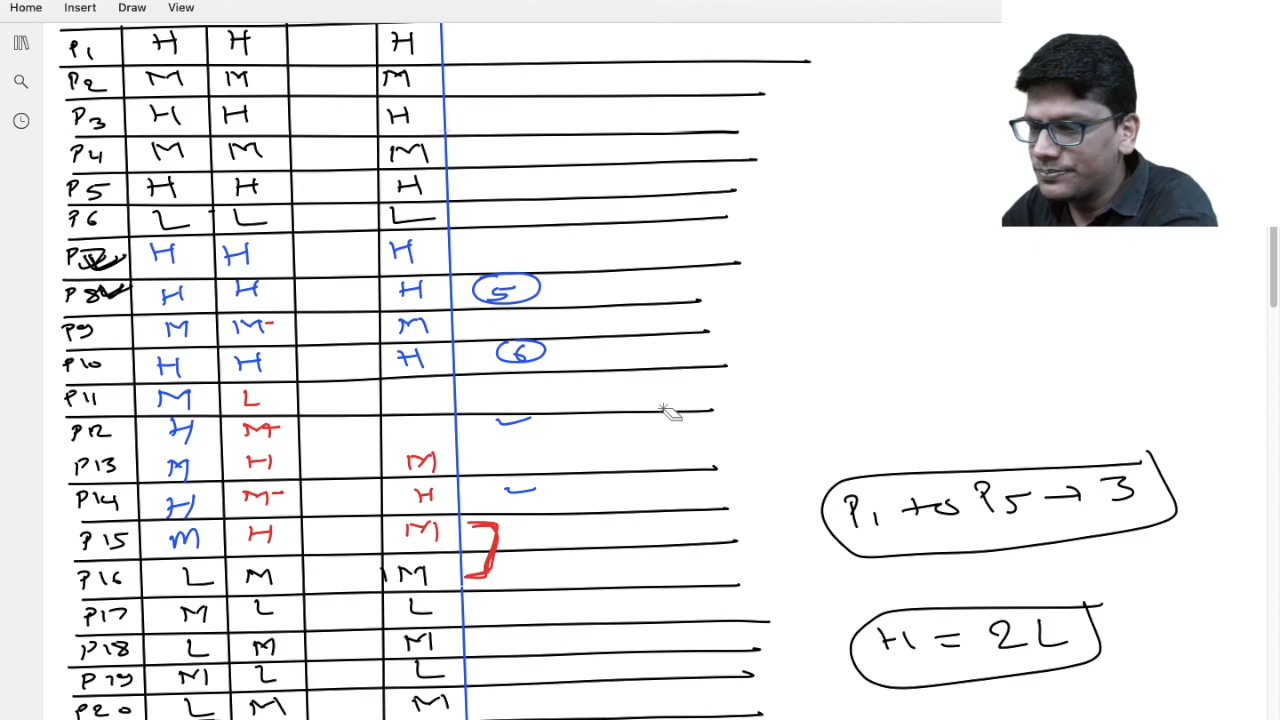 Home Insert Draw View
P1 H H H
P2 M M M
P3 H H H
P4 M M M
P5 H H H
P6 L L L
H H H
P8 H H H 5
P9 M M- M
P10 H H H 6
P11 M L
P12 H M
P13 M H M
P14 H M- H
P15 M H M
P16 L M M
P17 M L L
P18 L M M
P19 M L L
P20 L M M
P1 to P5 → 3
H = 2L